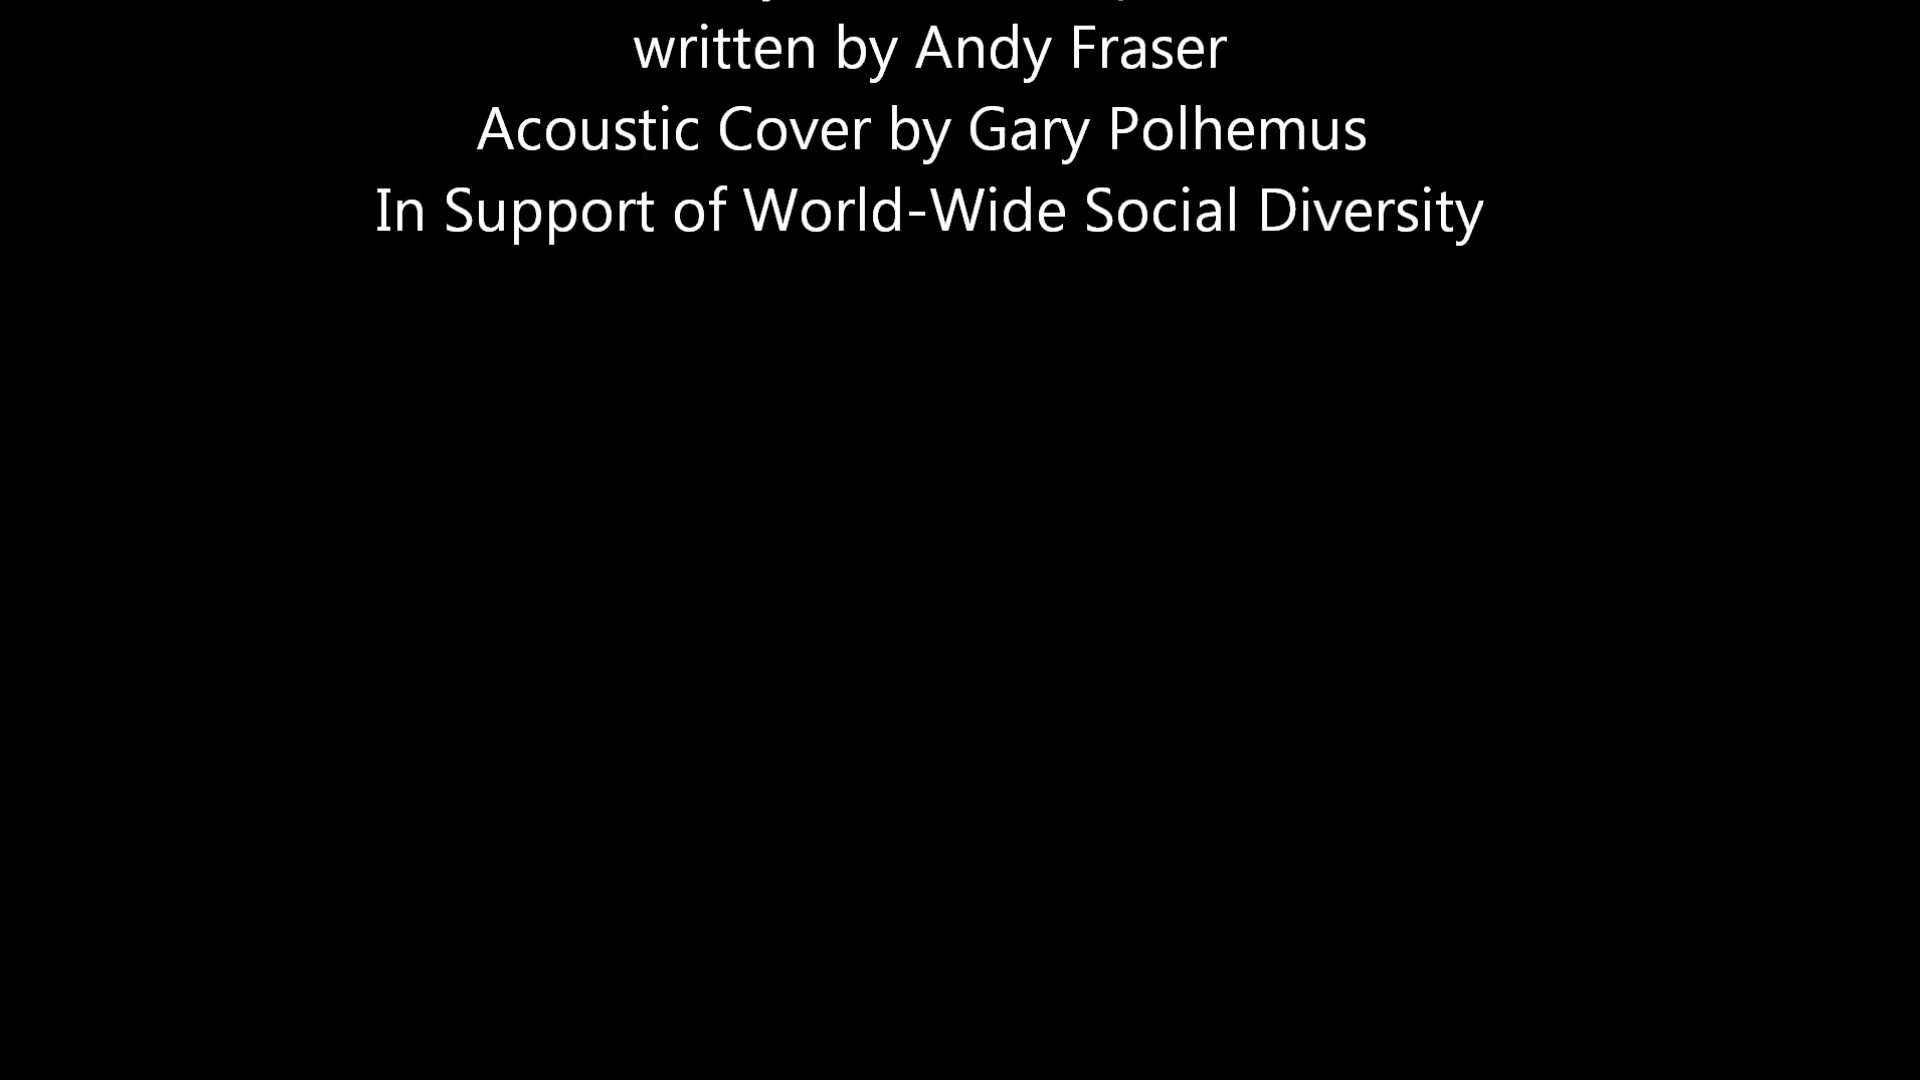 written by Andy Fraser
Acoustic Cover by Gary Polhemus
In Support of World-Wide Social Diversity